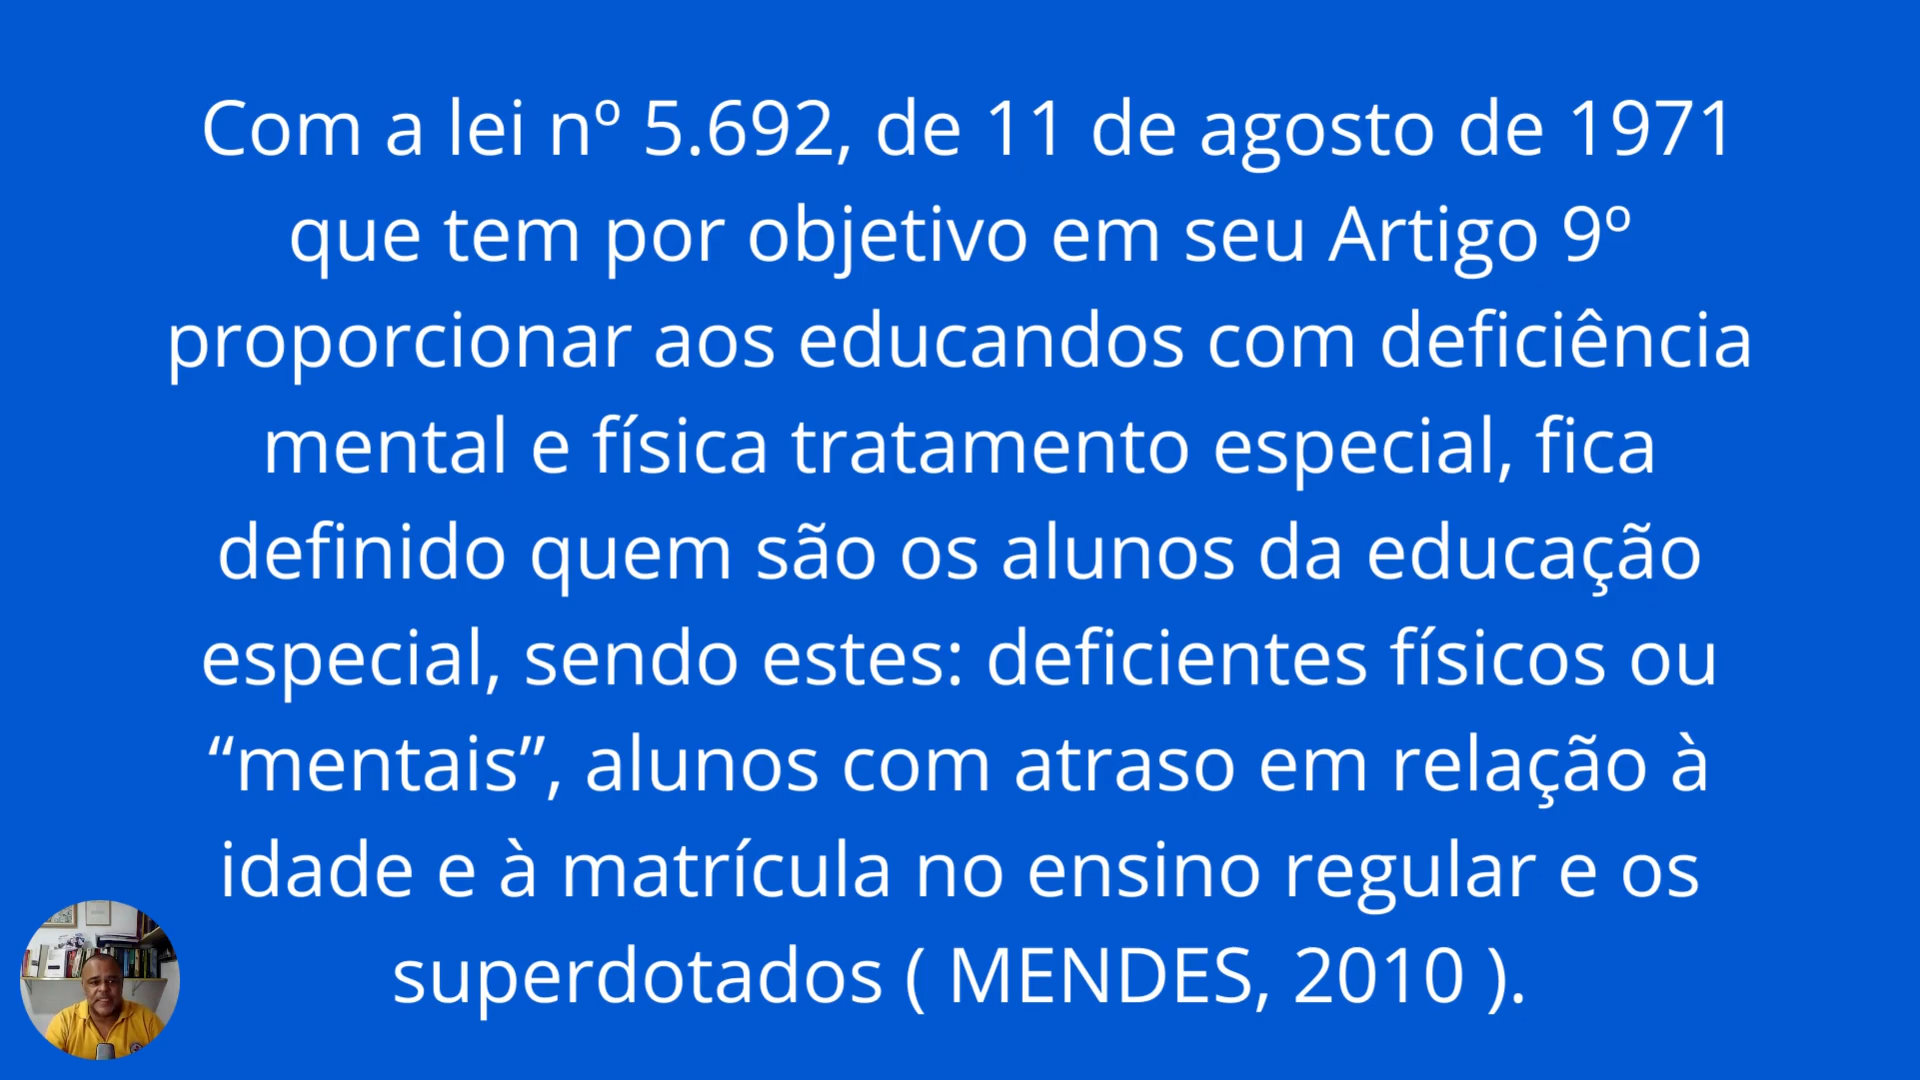 Com a lei nº 5.692, de 11 de agosto de 1971
que tem por objetivo em seu Artigo 9º
proporcionar aos educandos com deficiência
mental e física tratamento especial, fica
definido quem são os alunos da educação
especial, sendo estes: deficientes físicos ou
“mentais”, alunos com atraso em relação à
idade e à matrícula no ensino regular e os
superdotados ( MENDES, 2010 ).